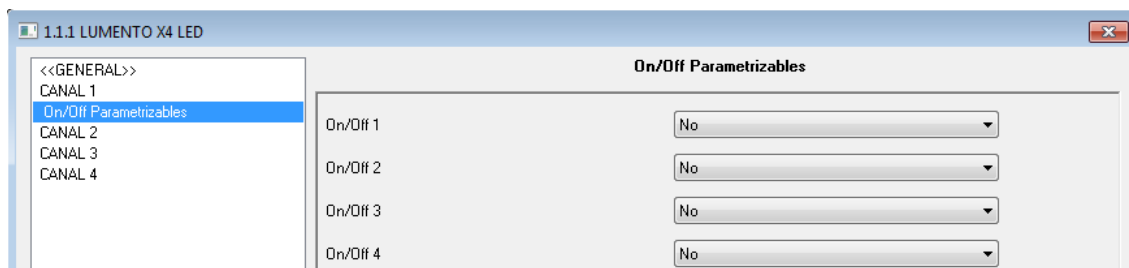 1.1.1 LUMENTO X4 LED
<<GENERAL>>
CANAL 1
On/Off Parametrizables
CANAL 2
CANAL 3
CANAL 4
On/Off Parametrizables
On/Off 1 No
On/Off 2 No
On/Off 3 No
On/Off 4 No